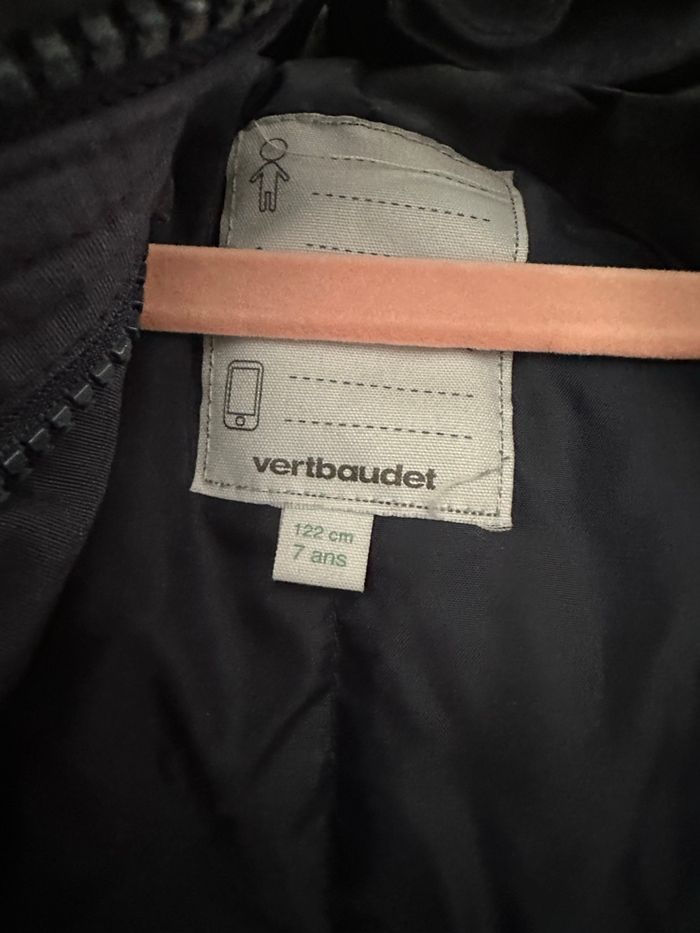 vertbaudet
122 cm
7 ans